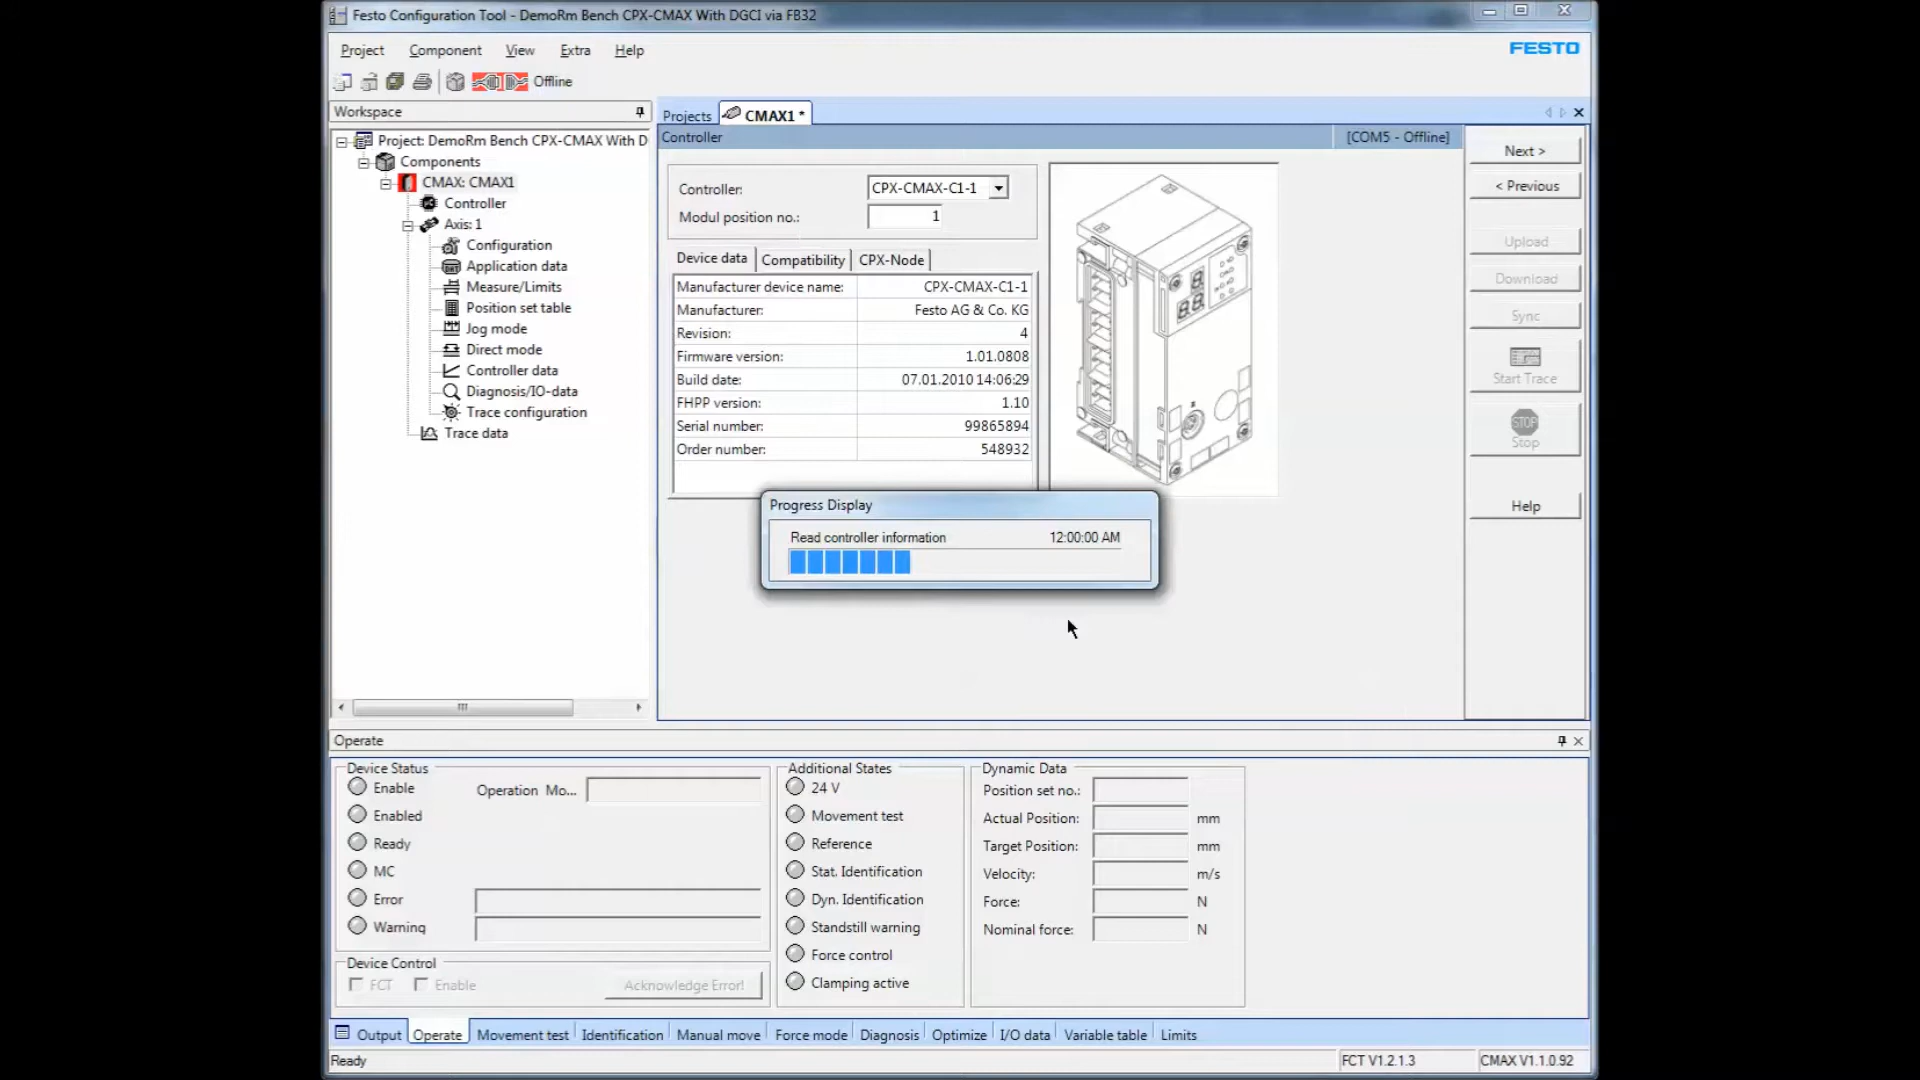 Festo Configuration Tool - DemoRm Bench CPX-CMAX With DGCI via FB32
Project Component View Extra Help
FESTO
Offline
Workspace
Projects CMAX1 *
Project: DemoRm Bench CPX-CMAX With D
Components
CMAX: CMAX1
Controller
Axis: 1
Configuration
Application data
Measure/Limits
Position set table
Jog mode
Direct mode
Controller data
Diagnosis/IO-data
Trace configuration
Trace data
Controller [COM5 - Offline]
Controller: CPX-CMAX-C1-1
Modul position no.: 1
Device data Compatibility CPX-Node
Manufacturer device name: CPX-CMAX-C1-1
Manufacturer: Festo AG & Co. KG
Revision: 4
Firmware version: 1.01.0808
Build date: 07.01.2010 14:06:29
FHPP version: 1.10
Serial number: 99865894
Order number: 548932
Next >
< Previous
Upload
Download
Sync
Start Trace
STOP
Stop
Help
Progress Display
Read controller information 12:00:00 AM
Operate
Device Status
Enable Operation Mo...
Enabled
Ready
MC
Error
Warning
Device Control
FCT Enable Acknowledge Error!
Additional States
24 V
Movement test
Reference
Stat. Identification
Dyn. Identification
Standstill warning
Force control
Clamping active
Dynamic Data
Position set no.:
Actual Position: mm
Target Position: mm
Velocity: m/s
Force: N
Nominal force: N
Output Operate Movement test Identification Manual move Force mode Diagnosis Optimize I/O data Variable table Limits
Ready FCT V1.2.1.3 CMAX V1.1.0.92